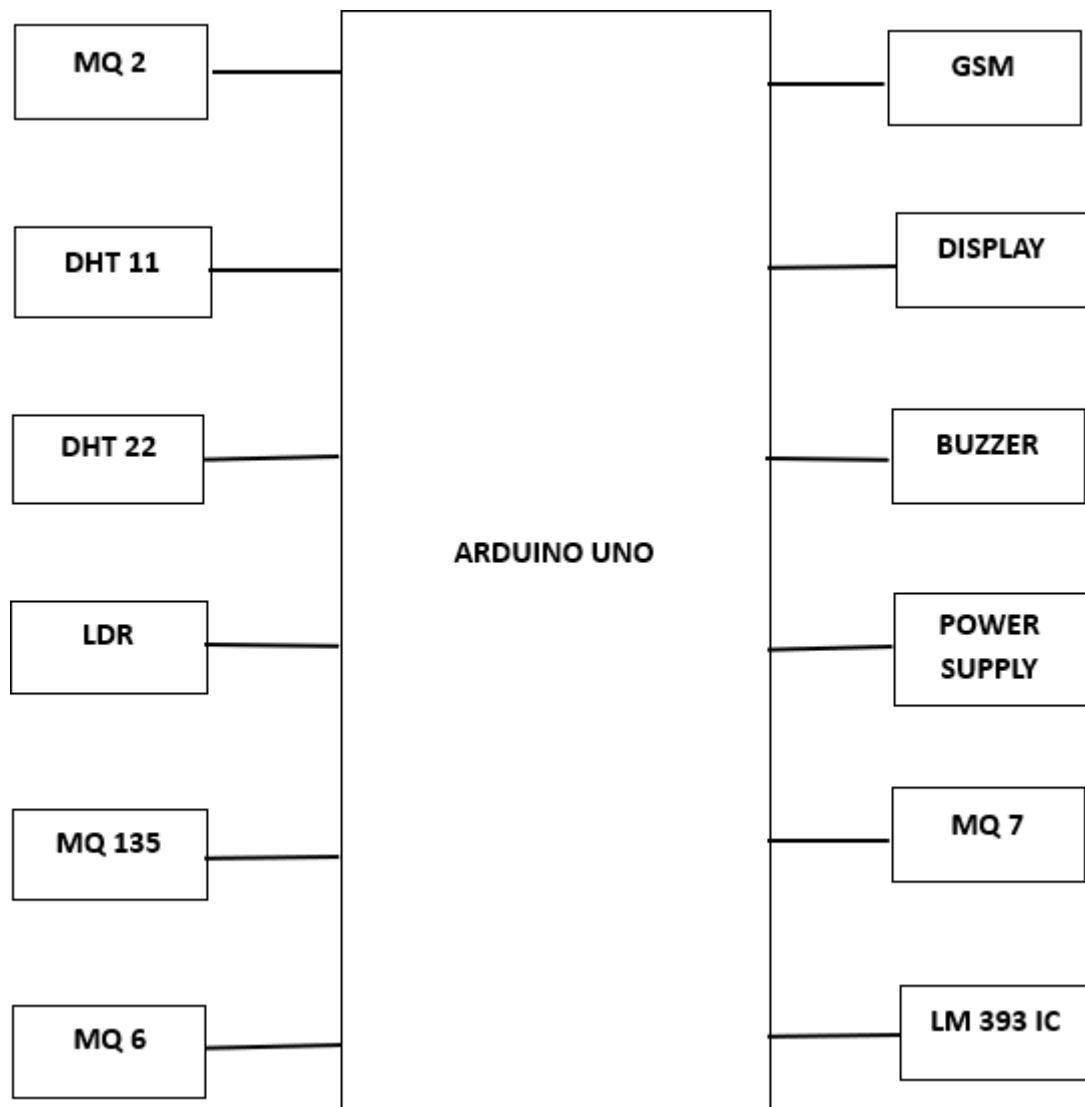 MQ 2
DHT 11
DHT 22
LDR
MQ 135
MQ 6
ARDUINO UNO
GSM
DISPLAY
BUZZER
POWER
SUPPLY
MQ 7
LM 393 IC